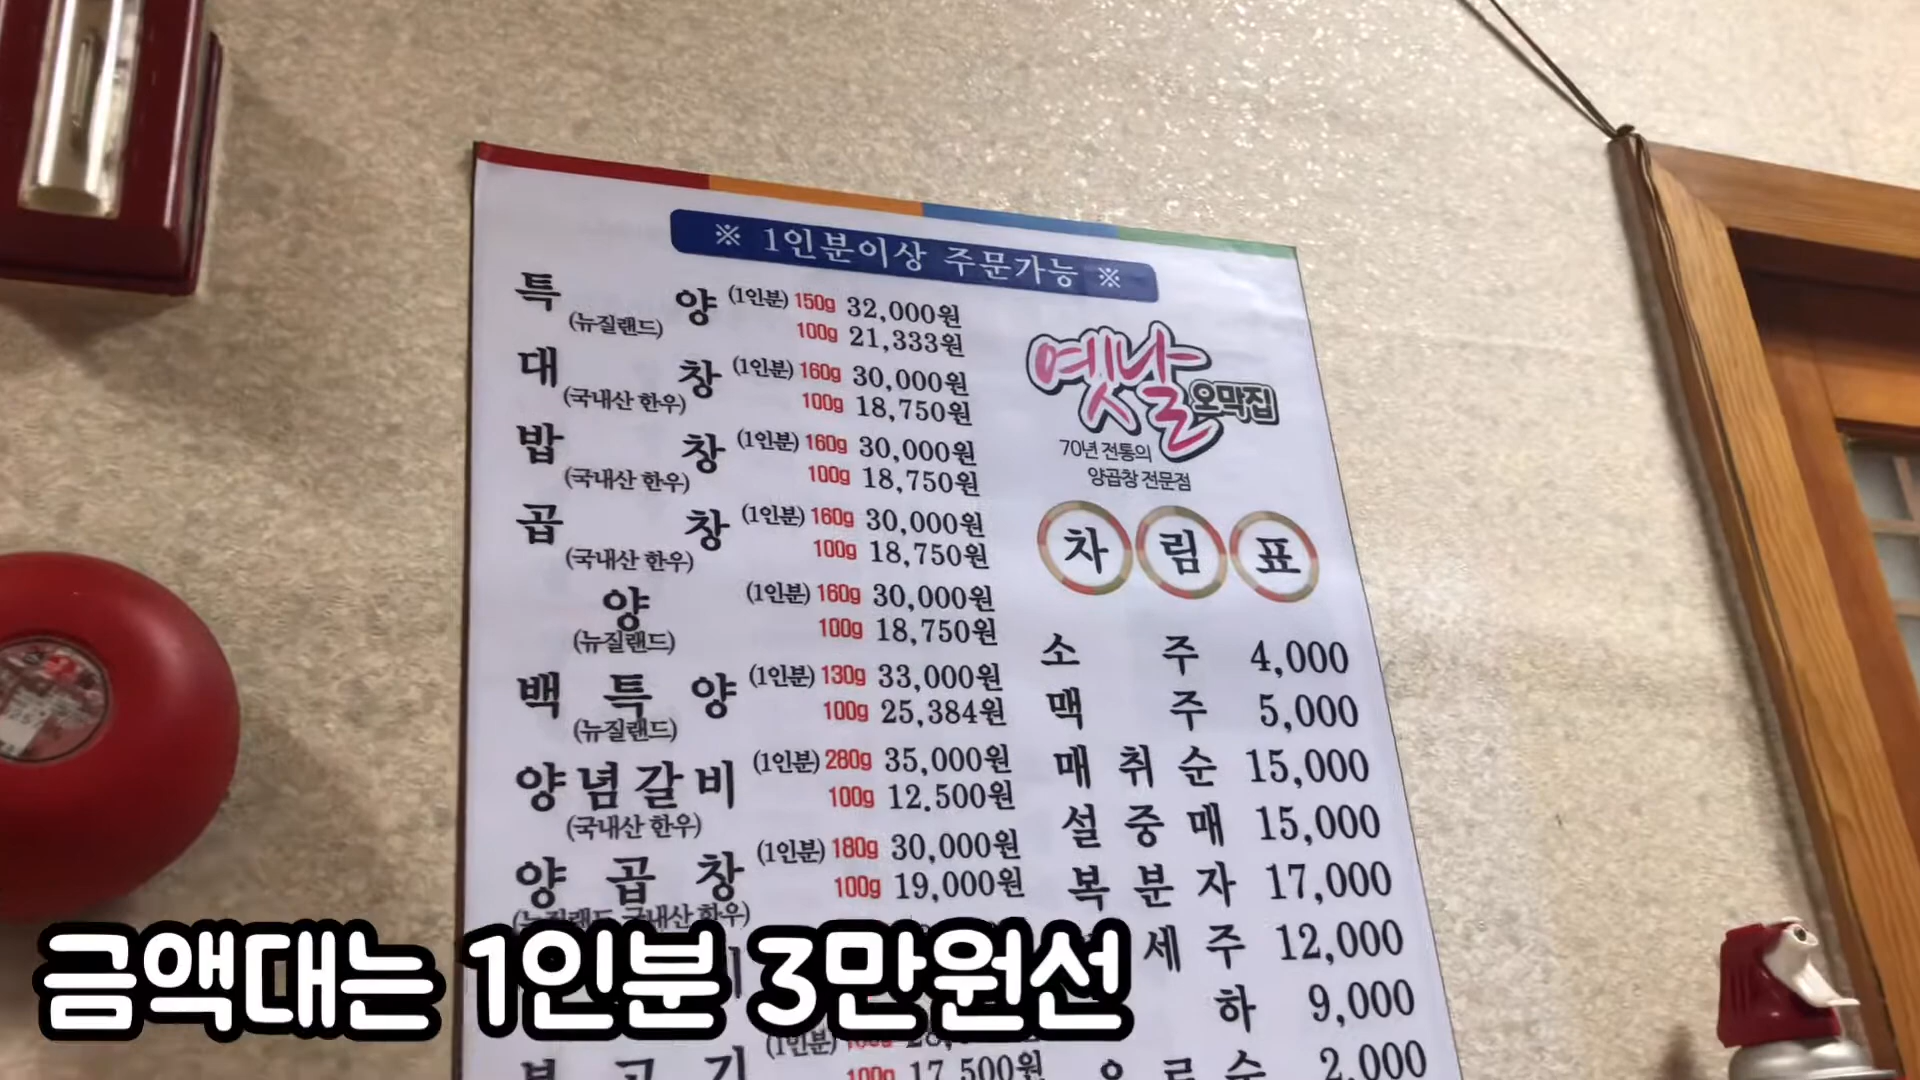 ※ 1인분이상 주문가능 ※
특 양 (1인분) 150g 32,000원
(뉴질랜드) 100g 21,333원
대 창 (1인분) 160g 30,000원
(국내산 한우) 100g 18,750원
밥 창 (1인분) 160g 30,000원
(국내산 한우) 100g 18,750원
곱 창 (1인분) 160g 30,000원
(국내산 한우) 100g 18,750원
양 (1인분) 160g 30,000원
(뉴질랜드) 100g 18,750원
백 특 양 (1인분) 130g 33,000원
(뉴질랜드) 100g 25,384원
양념갈비 (1인분) 280g 35,000원
(국내산 한우) 100g 12.500원
양 곱 창 (1인분) 180g 30,000원
100g 19,000원
(뉴질랜드 국내산 한우)
(1인분)
100g 17,500원
옛날오막집
70년 전통의
양곱창 전문점
차림표
소 주 4,000
맥 주 5,000
매 취 순 15,000
설 중 매 15,000
복 분 자 17,000
세 주 12,000
하 9,000
2,000
금액대는 1인분 3만원선